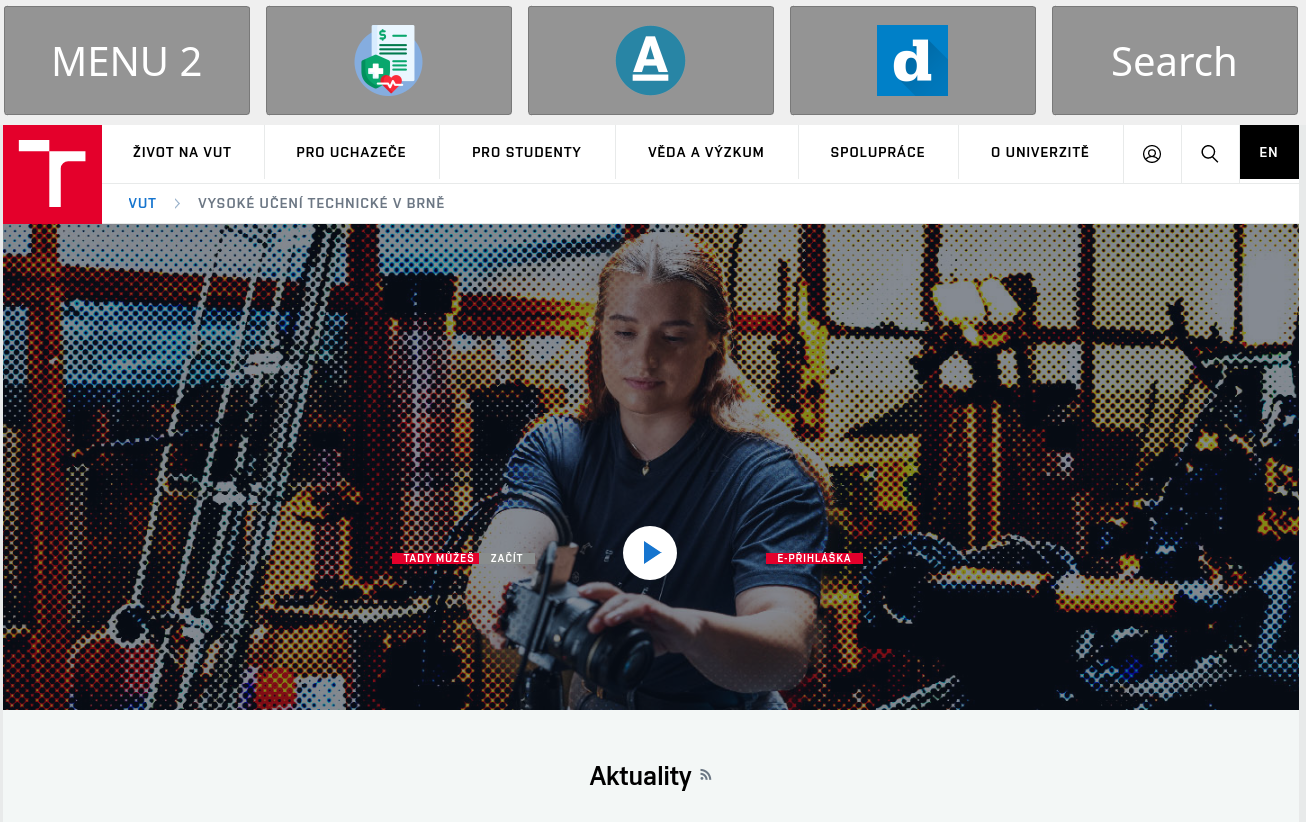 MENU 2
A
d
Search
ŽIVOT NA VUT
PRO UCHAZEČE
PRO STUDENTY
VĚDA A VÝZKUM
SPOLUPRÁCE
O UNIVERZITĚ
EN
VUT
VYSOKÉ UČENÍ TECHNICKÉ V BRNĚ
TADY MŮŽEŠ ZAČÍT
E-PŘIHLÁŠKA
Aktuality